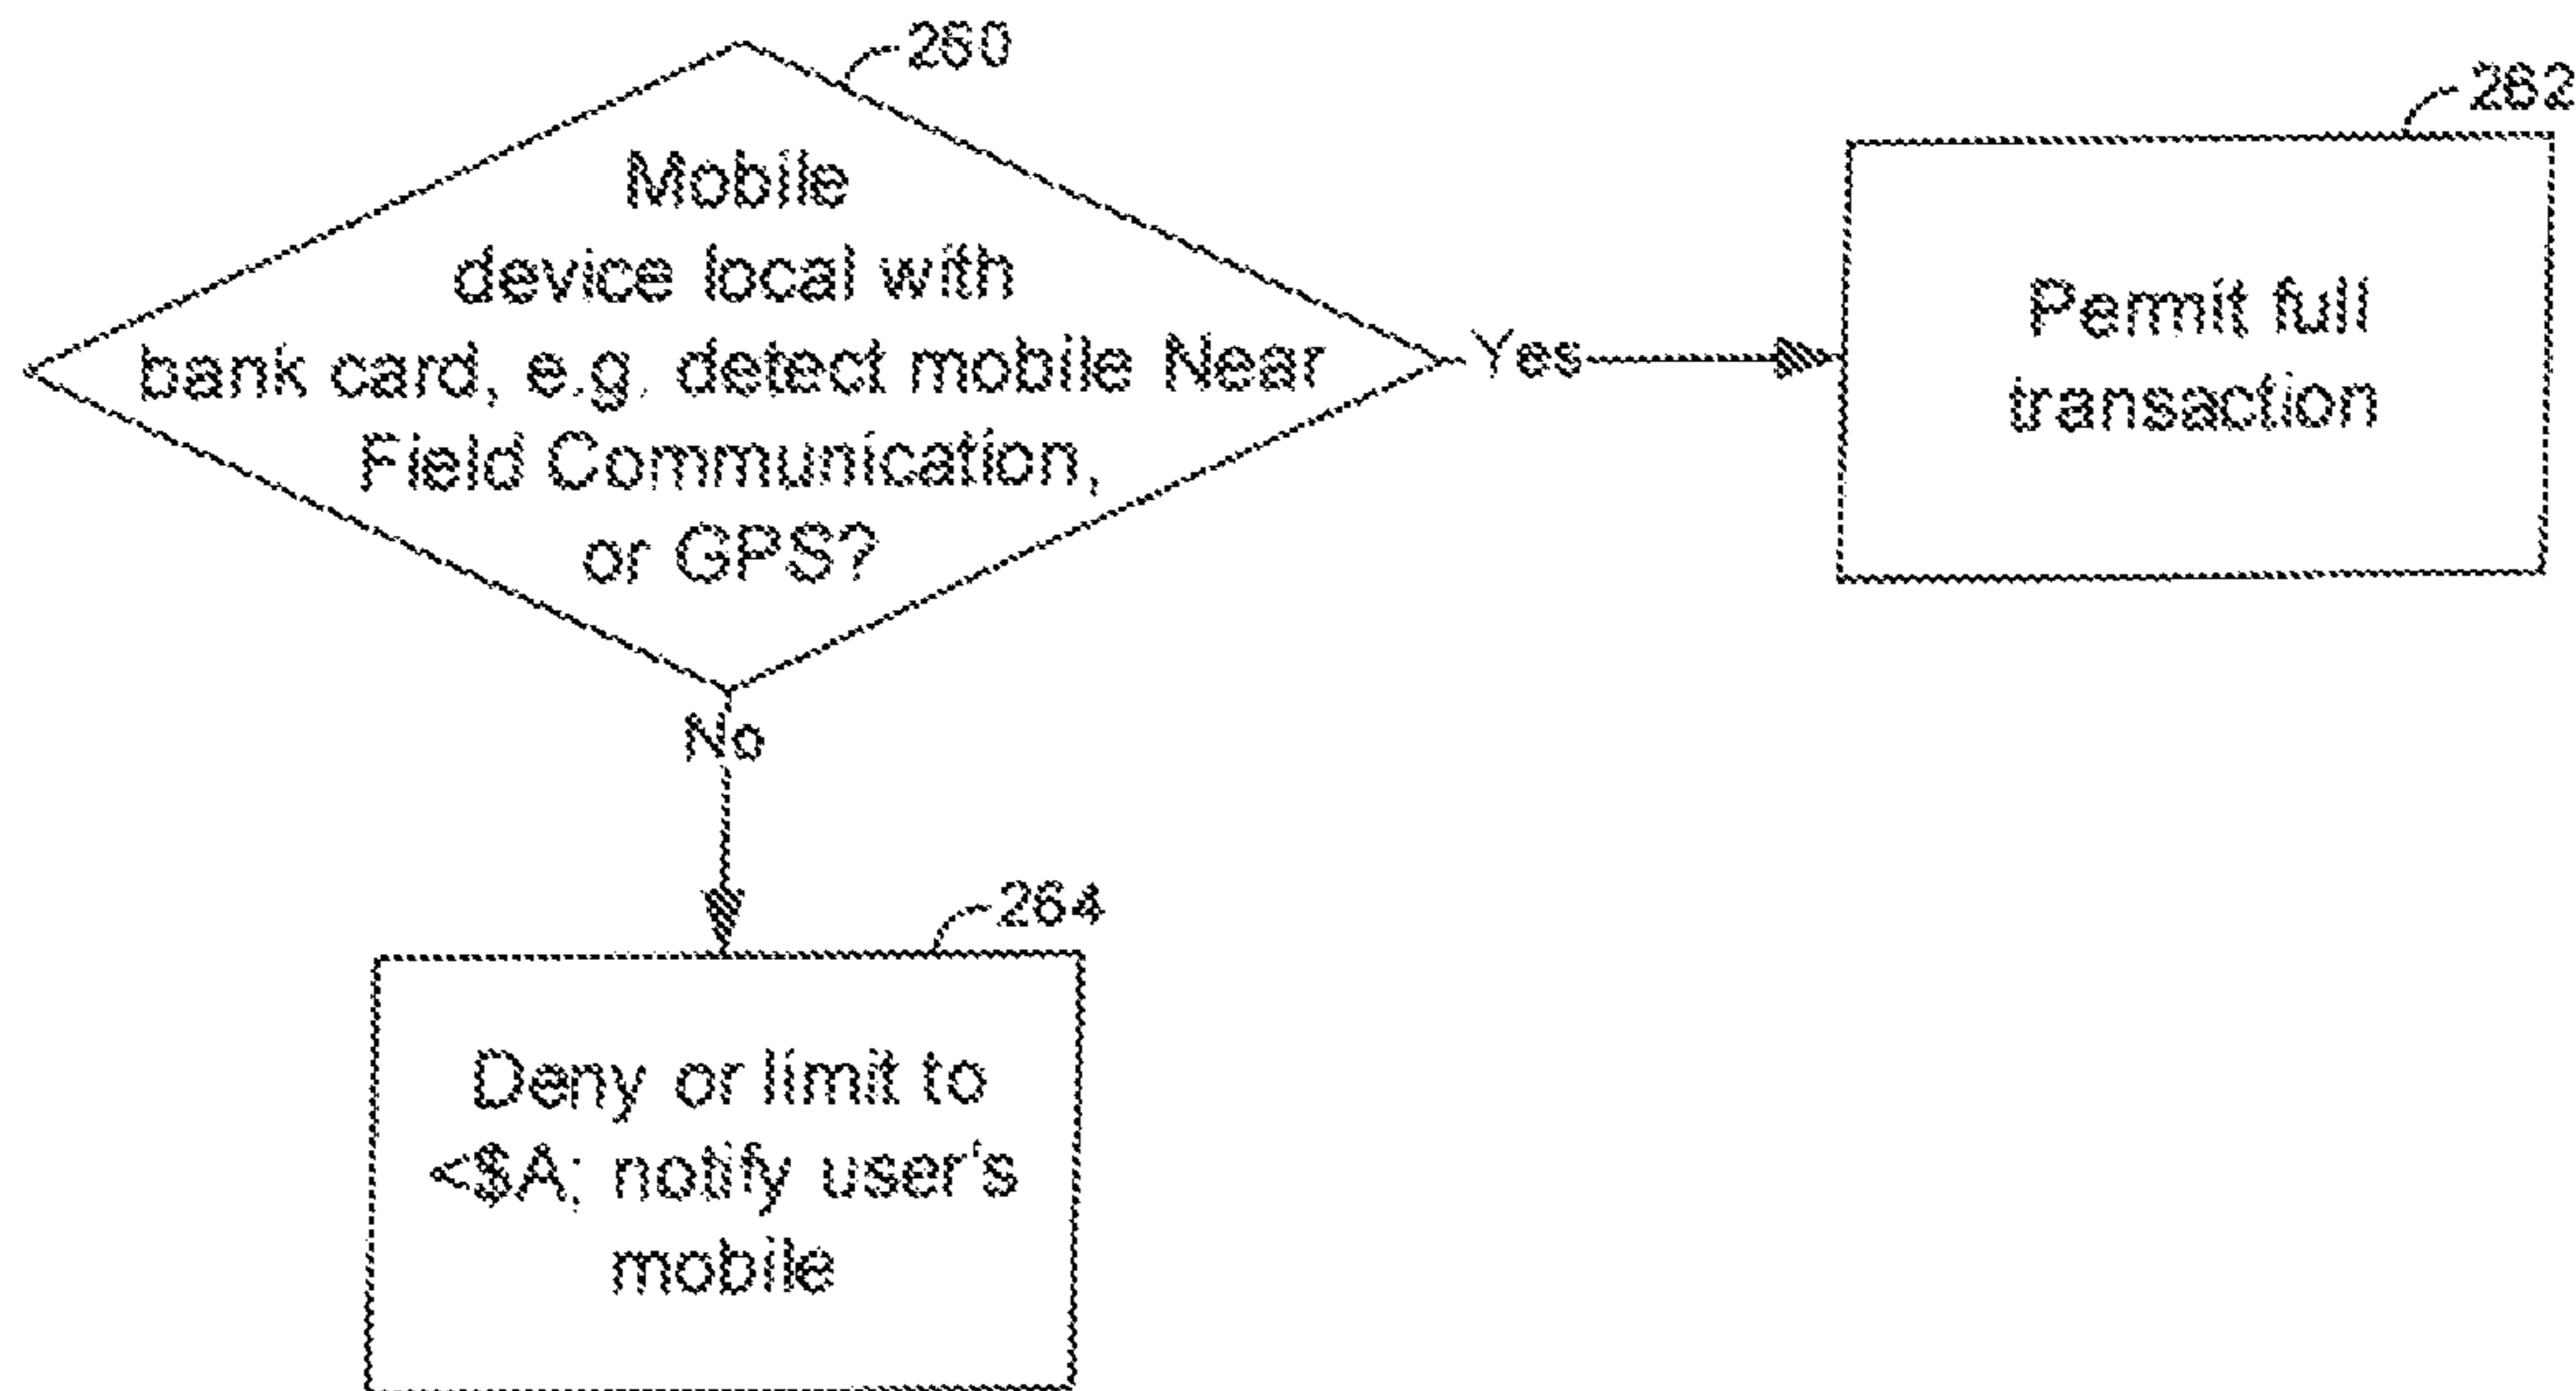 260
262
Mobile
device local with
bank card, e.g. detect mobile Near
Field Communication,
or GPS?
Yes
Permit full
transaction
No
264
Deny or limit to
<$A; notify user's
mobile